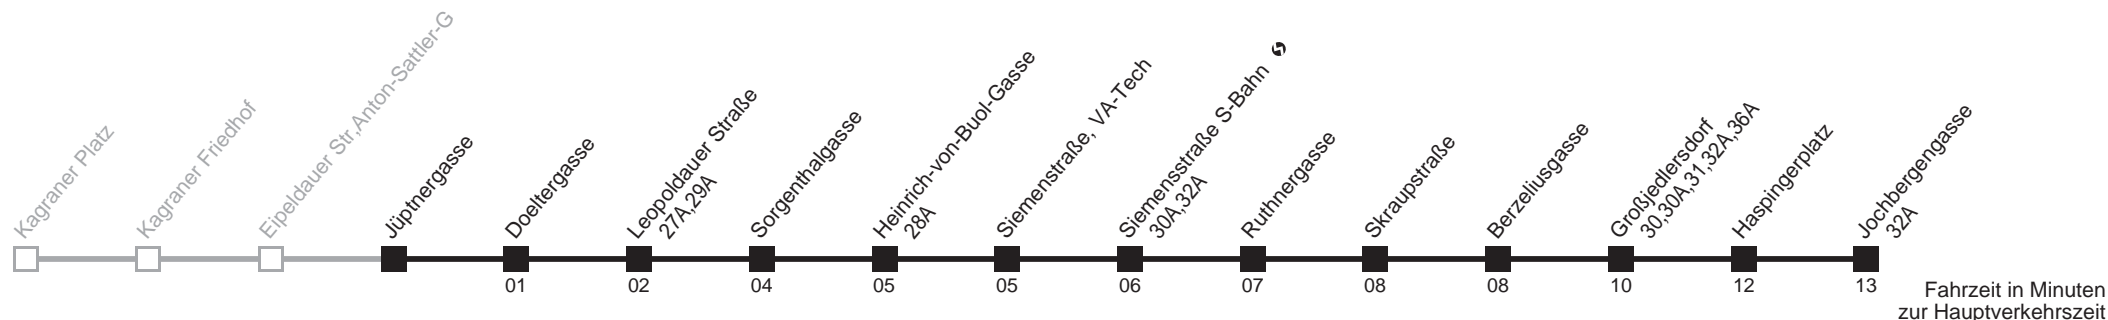 Kagraner Platz
Kagraner Friedhof
Eipeldauer Str,Anton-Sattler-G
Jüptnergasse
Doeltergasse
Leopoldauer Straße
27A,29A
Sorgenthalgasse
Heinrich-von-Buol-Gasse
28A
Siemenstraße, VA-Tech
Siemensstraße S-Bahn
30A,32A
Ruthnergasse
Skraupstraße
Berzeliusgasse
Großjedlersdorf
30,30A,31,32A,36A
Haspingerplatz
Jochbergengasse
32A
01
02
04
05
05
06
07
08
08
10
12
13
Fahrzeit in Minuten
zur Hauptverkehrszeit